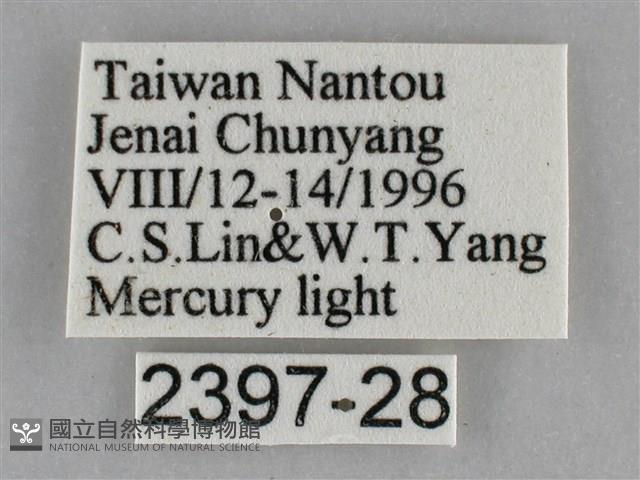 Taiwan Nantou
Jenai Chunyang
VIII/12-14/1996
C.S.Lin&W.T.Yang
Mercury light
2397-28
國立自然科學博物館
NATIONAL MUSEUM OF NATURAL SCIENCE